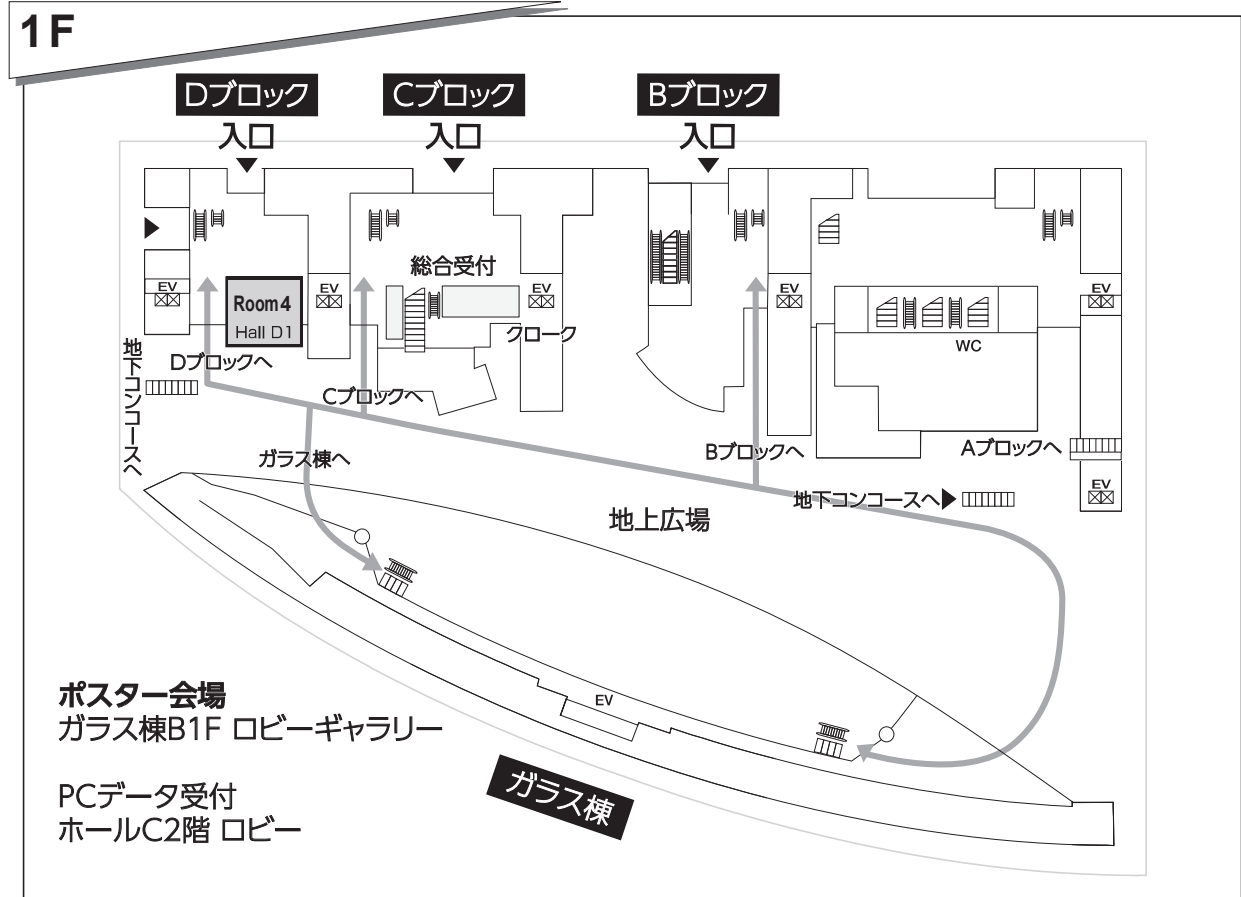 1F
Dブロック
入口
Cブロック
入口
Bブロック
入口
総合受付
EV
Room 4
Hall D1
EV
EV
EV
EV
クローク
WC
地下コンコースへ
Dブロックへ
Cブロックへ
Bブロックへ
Aブロックへ
ガラス棟へ
EV
地下コンコースへ
地上広場
EV
ポスター会場
ガラス棟B1F ロビーギャラリー
PCデータ受付
ホールC2階 ロビー
ガラス棟